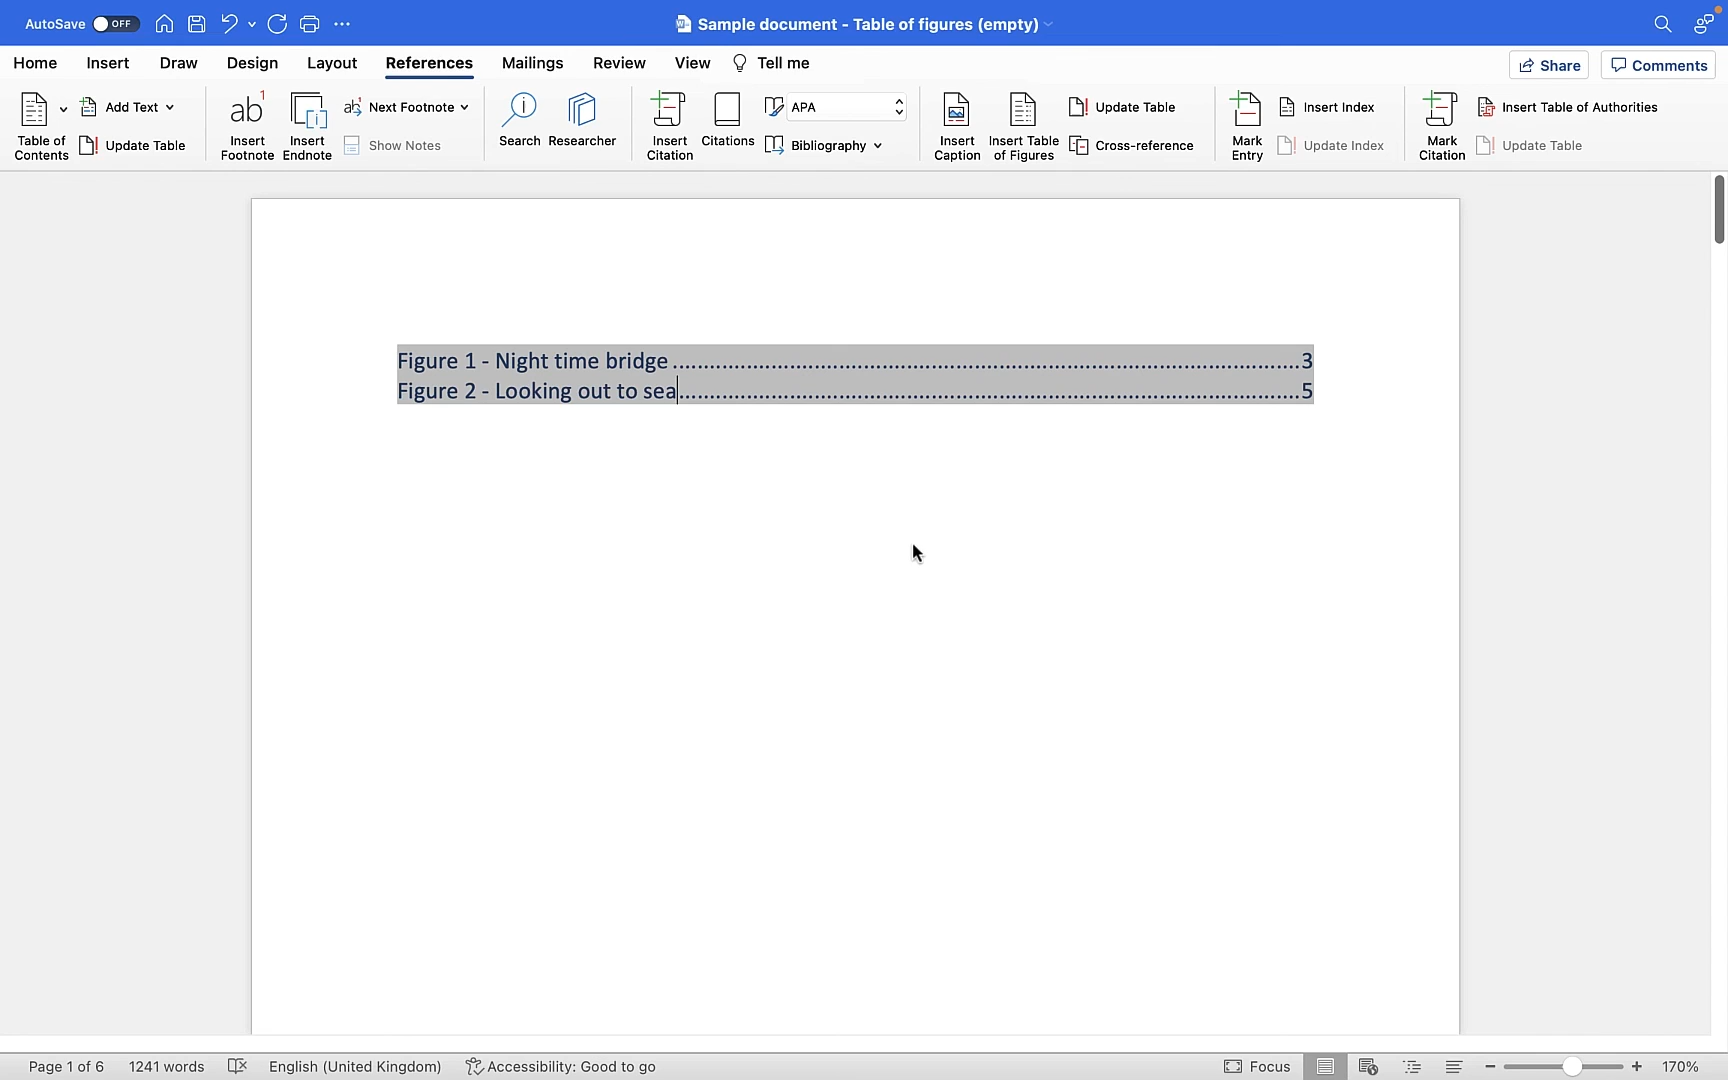 AutoSave OFF
Sample document - Table of figures (empty)
Home Insert Draw Design Layout References Mailings Review View Tell me Share Comments
Table of Contents
Add Text
Update Table
ab 1 Insert Footnote
Insert Endnote
ab Next Footnote
Show Notes
Search
Researcher
Insert Citation
Citations
APA
Bibliography
Insert Caption
Insert Table of Figures
Update Table
Cross-reference
Mark Entry
Insert Index
Update Index
Mark Citation
Insert Table of Authorities
Update Table
Figure 1 - Night time bridge ........................................................................................................3
Figure 2 - Looking out to sea.......................................................................................................5
Page 1 of 6 1241 words English (United Kingdom) Accessibility: Good to go Focus 170%